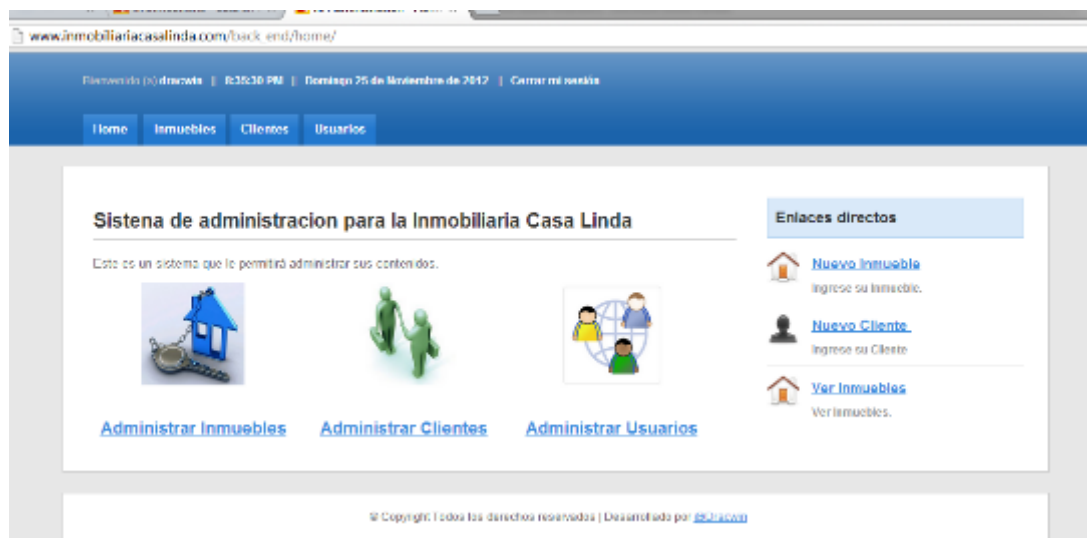 www.inmobiliariacasalinda.com/back_end/home/
Bienvenido (a) dracwin || 8:35:30 PM || Domingo 25 de Noviembre de 2012 || Cerrar mi sesión
Home Inmuebles Clientes Usuarios
Sistena de administracion para la Inmobiliaria Casa Linda
Este es un sistema que le permitirá administrar sus contenidos.
Administrar Inmuebles Administrar Clientes Administrar Usuarios
Enlaces directos
Nuevo Inmueble
Ingrese su Inmueble.
Nuevo Cliente
Ingrese su Cliente
Ver Inmuebles
Ver Inmuebles.
© Copyright Todos los derechos reservados | Desarrollado por @Dracwin